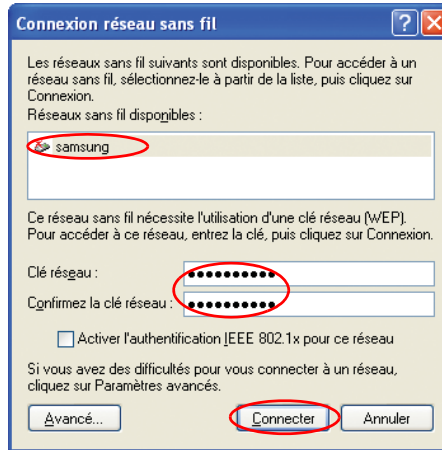 Connexion réseau sans fil
Les réseaux sans fil suivants sont disponibles. Pour accéder à un
réseau sans fil, sélectionnez-le à partir de la liste, puis cliquez sur
Connexion.
Réseaux sans fil disponibles :
samsung
Ce réseau sans fil nécessite l'utilisation d'une clé réseau (WEP).
Pour accéder à ce réseau, entrez la clé, puis cliquez sur Connexion.
Clé réseau : ●●●●●●●●●●
Confirmez la clé réseau : ●●●●●●●●●●
Activer l'authentification IEEE 802.1x pour ce réseau
Si vous avez des difficultés pour vous connecter à un réseau,
cliquez sur Paramètres avancés.
Avancé... Connecter Annuler